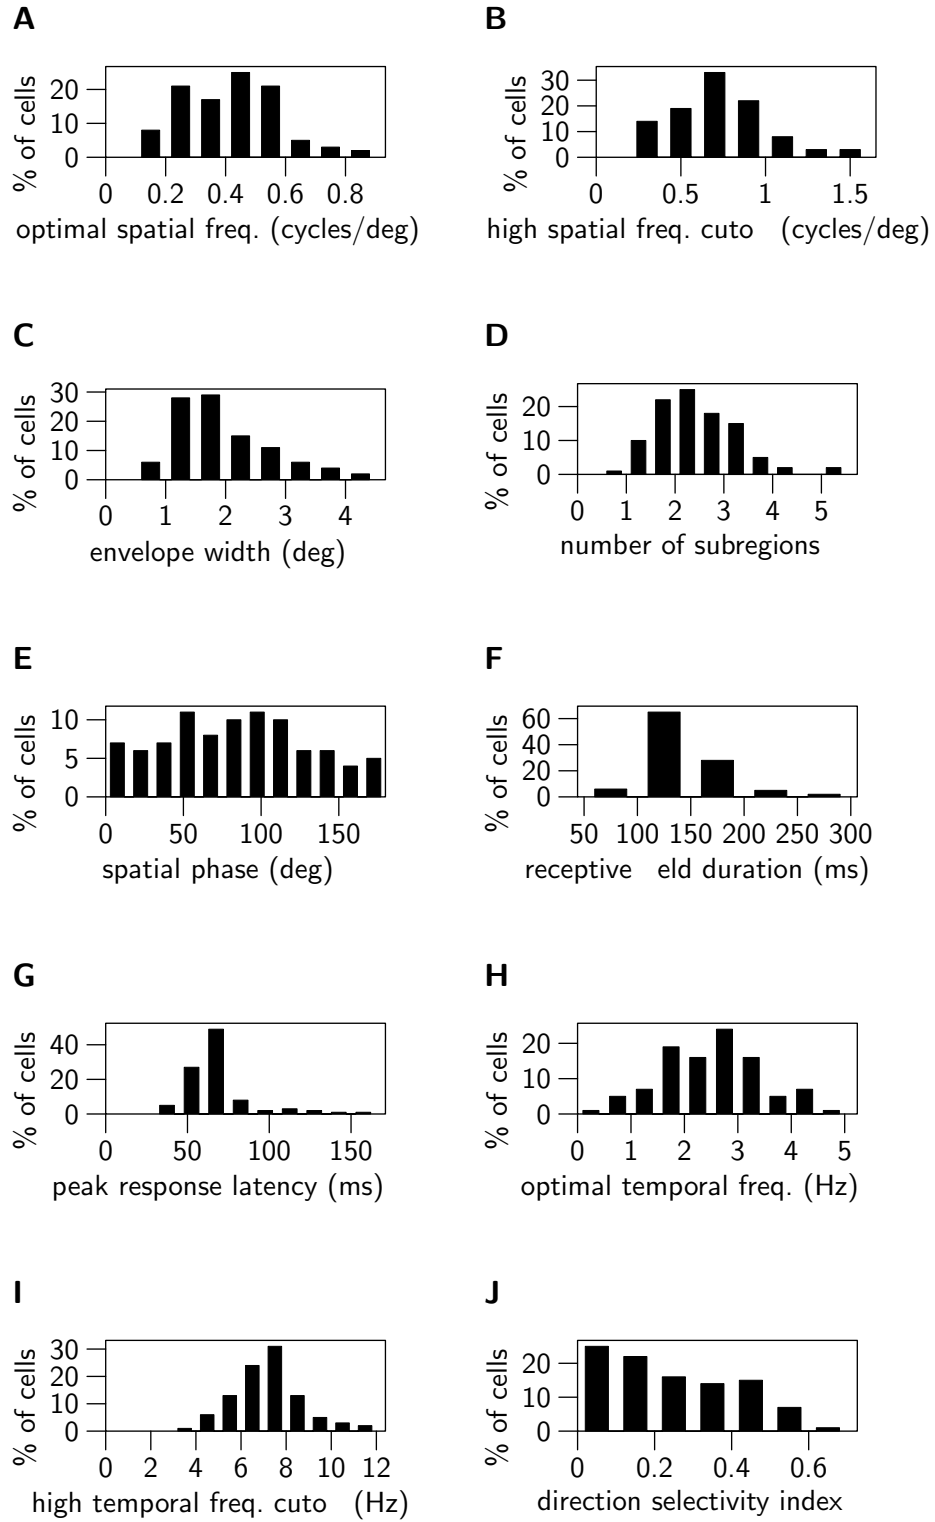 A
% of cells
20
10
0
0 0.2 0.4 0.6 0.8
optimal spatial freq. (cycles/deg)
B
% of cells
30
20
10
0
0 0.5 1 1.5
high spatial freq. cuto (cycles/deg)
C
% of cells
30
20
10
0
0 1 2 3 4
envelope width (deg)
D
% of cells
20
10
0
0 1 2 3 4 5
number of subregions
E
% of cells
10
5
0
0 50 100 150
spatial phase (deg)
F
% of cells
60
40
20
0
50 100 150 200 250 300
receptive eld duration (ms)
G
% of cells
40
20
0
0 50 100 150
peak response latency (ms)
H
% of cells
20
10
0
0 1 2 3 4 5
optimal temporal freq. (Hz)
I
% of cells
30
20
10
0
0 2 4 6 8 10 12
high temporal freq. cuto (Hz)
J
% of cells
20
10
0
0 0.2 0.4 0.6
direction selectivity index